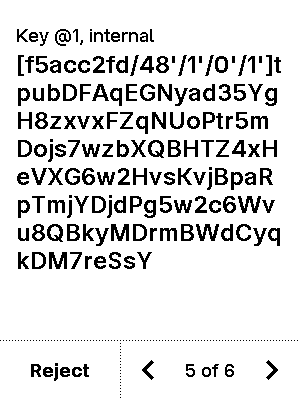 Key @1, internal
[f5acc2fd/48'/1'/0'/1']t
pubDFAqEGNyad35Yg
H8zxvxFZqNUoPtr5m
Dojs7wzbXQBHTZ4xH
eVXG6w2HvsKvjBpaR
pTmjYDjdPg5w2c6Wv
u8QBkyMDrmBWdCyq
kDM7reSsY
Reject
5 of 6